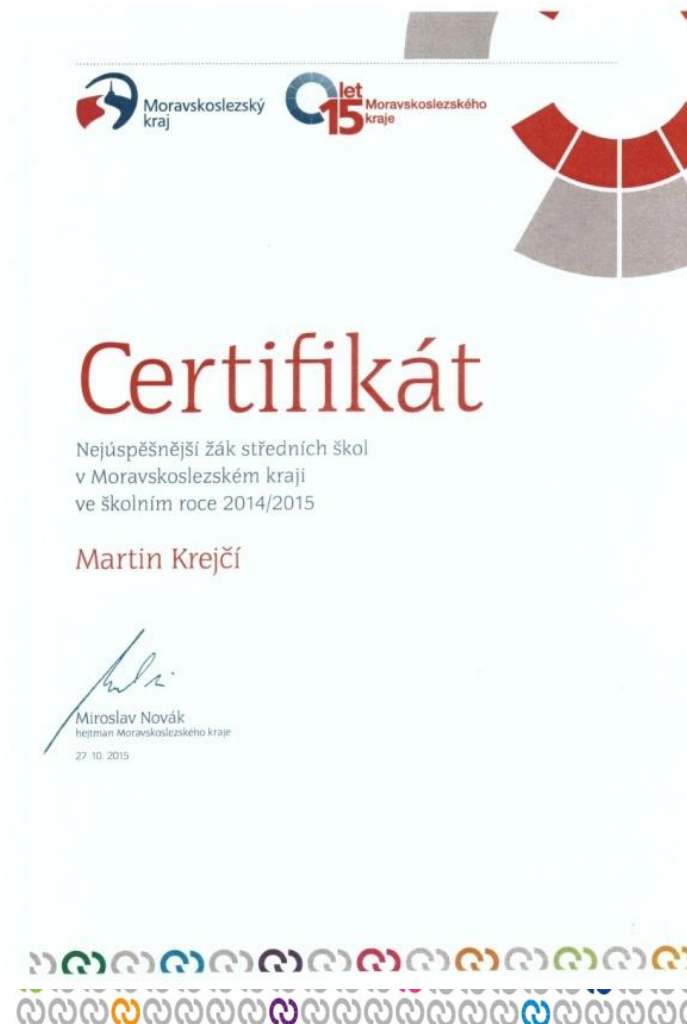 Moravskoslezský
kraj
15 let
Moravskoslezského
kraje
Certifikát
Nejúspěšnější žák středních škol
v Moravskoslezském kraji
ve školním roce 2014/2015
Martin Krejčí
Miroslav Novák
hejtman Moravskoslezského kraje
27. 10. 2015